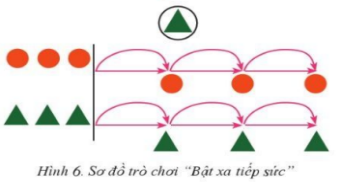 Hình 6. Sơ đồ trò chơi “Bật xa tiếp sức”